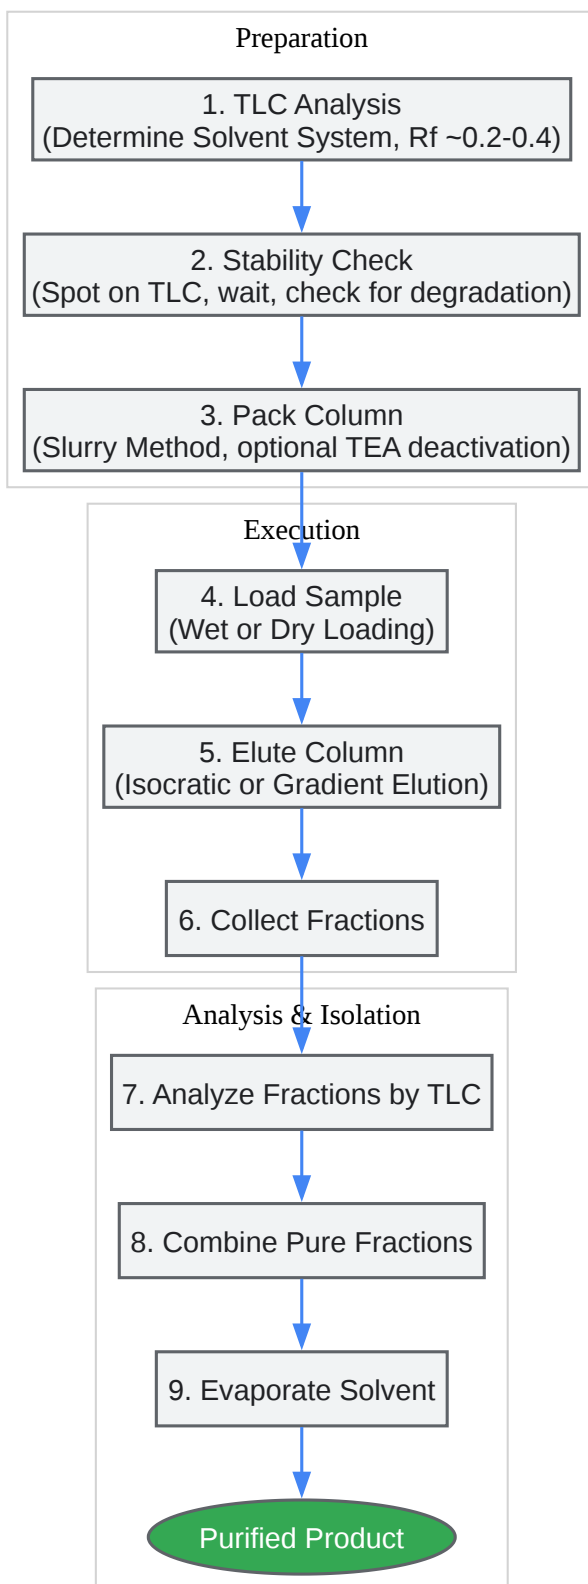 Preparation
1. TLC Analysis
(Determine Solvent System, Rf ~0.2-0.4)
2. Stability Check
(Spot on TLC, wait, check for degradation)
3. Pack Column
(Slurry Method, optional TEA deactivation)
Execution
4. Load Sample
(Wet or Dry Loading)
5. Elute Column
(Isocratic or Gradient Elution)
6. Collect Fractions
Analysis & Isolation
7. Analyze Fractions by TLC
8. Combine Pure Fractions
9. Evaporate Solvent
Purified Product